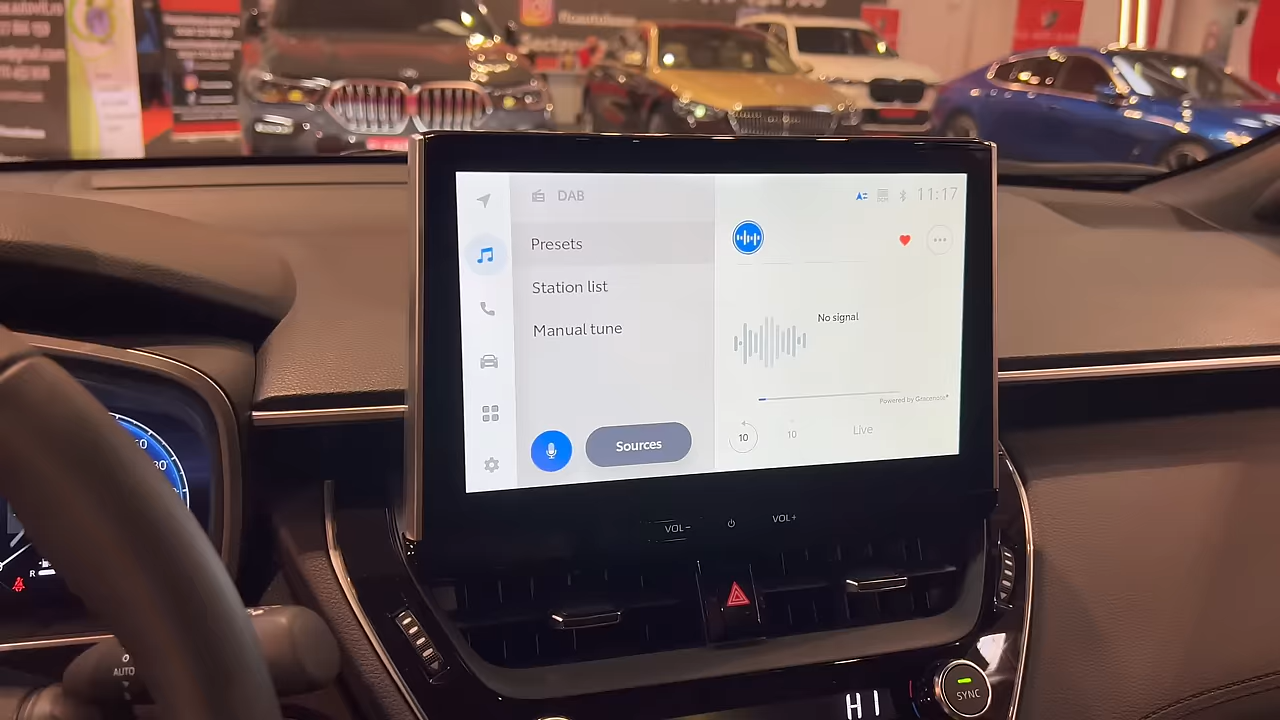 DAB
11:17
Presets
Station list
Manual tune
No signal
Powered by Gracenote®
10
10
Live
Sources
VOL-
VOL+
R
AUTO
HI
SYNC